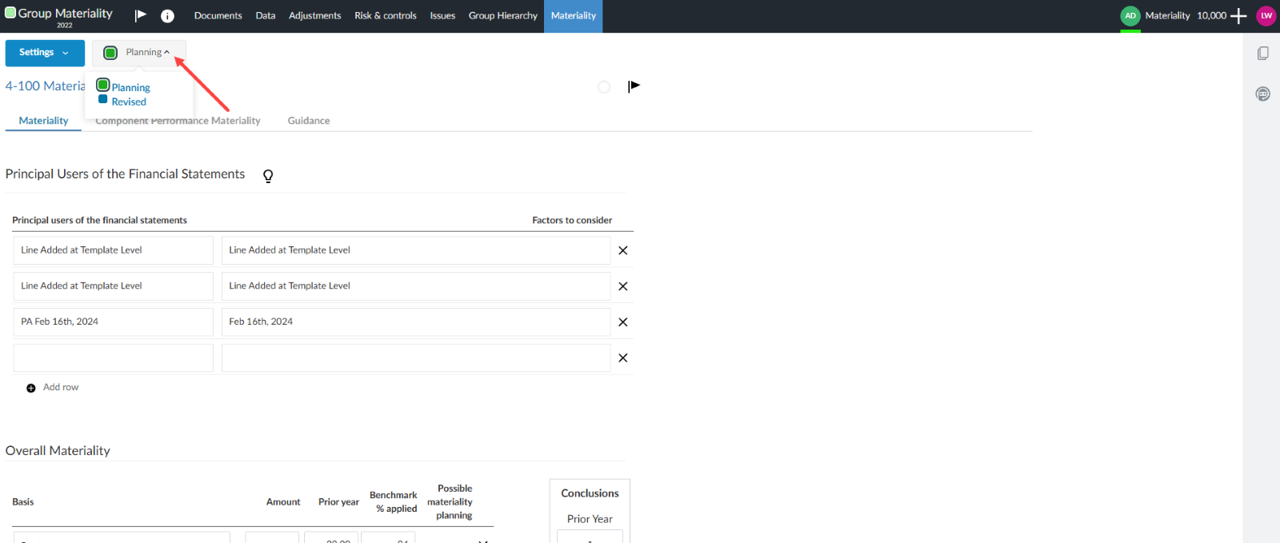 Group Materiality
2022
Documents Data Adjustments Risk & controls Issues Group Hierarchy Materiality
AD Materiality 10,000 LW
Settings Planning
Planning
Revised
4-100 Materia
Materiality Component Performance Materiality Guidance
Principal Users of the Financial Statements
Principal users of the financial statements Factors to consider
Line Added at Template Level Line Added at Template Level
Line Added at Template Level Line Added at Template Level
PA Feb 16th, 2024 Feb 16th, 2024
Add row
Overall Materiality
Basis Amount Prior year Benchmark % applied Possible materiality planning
Conclusions
Prior Year